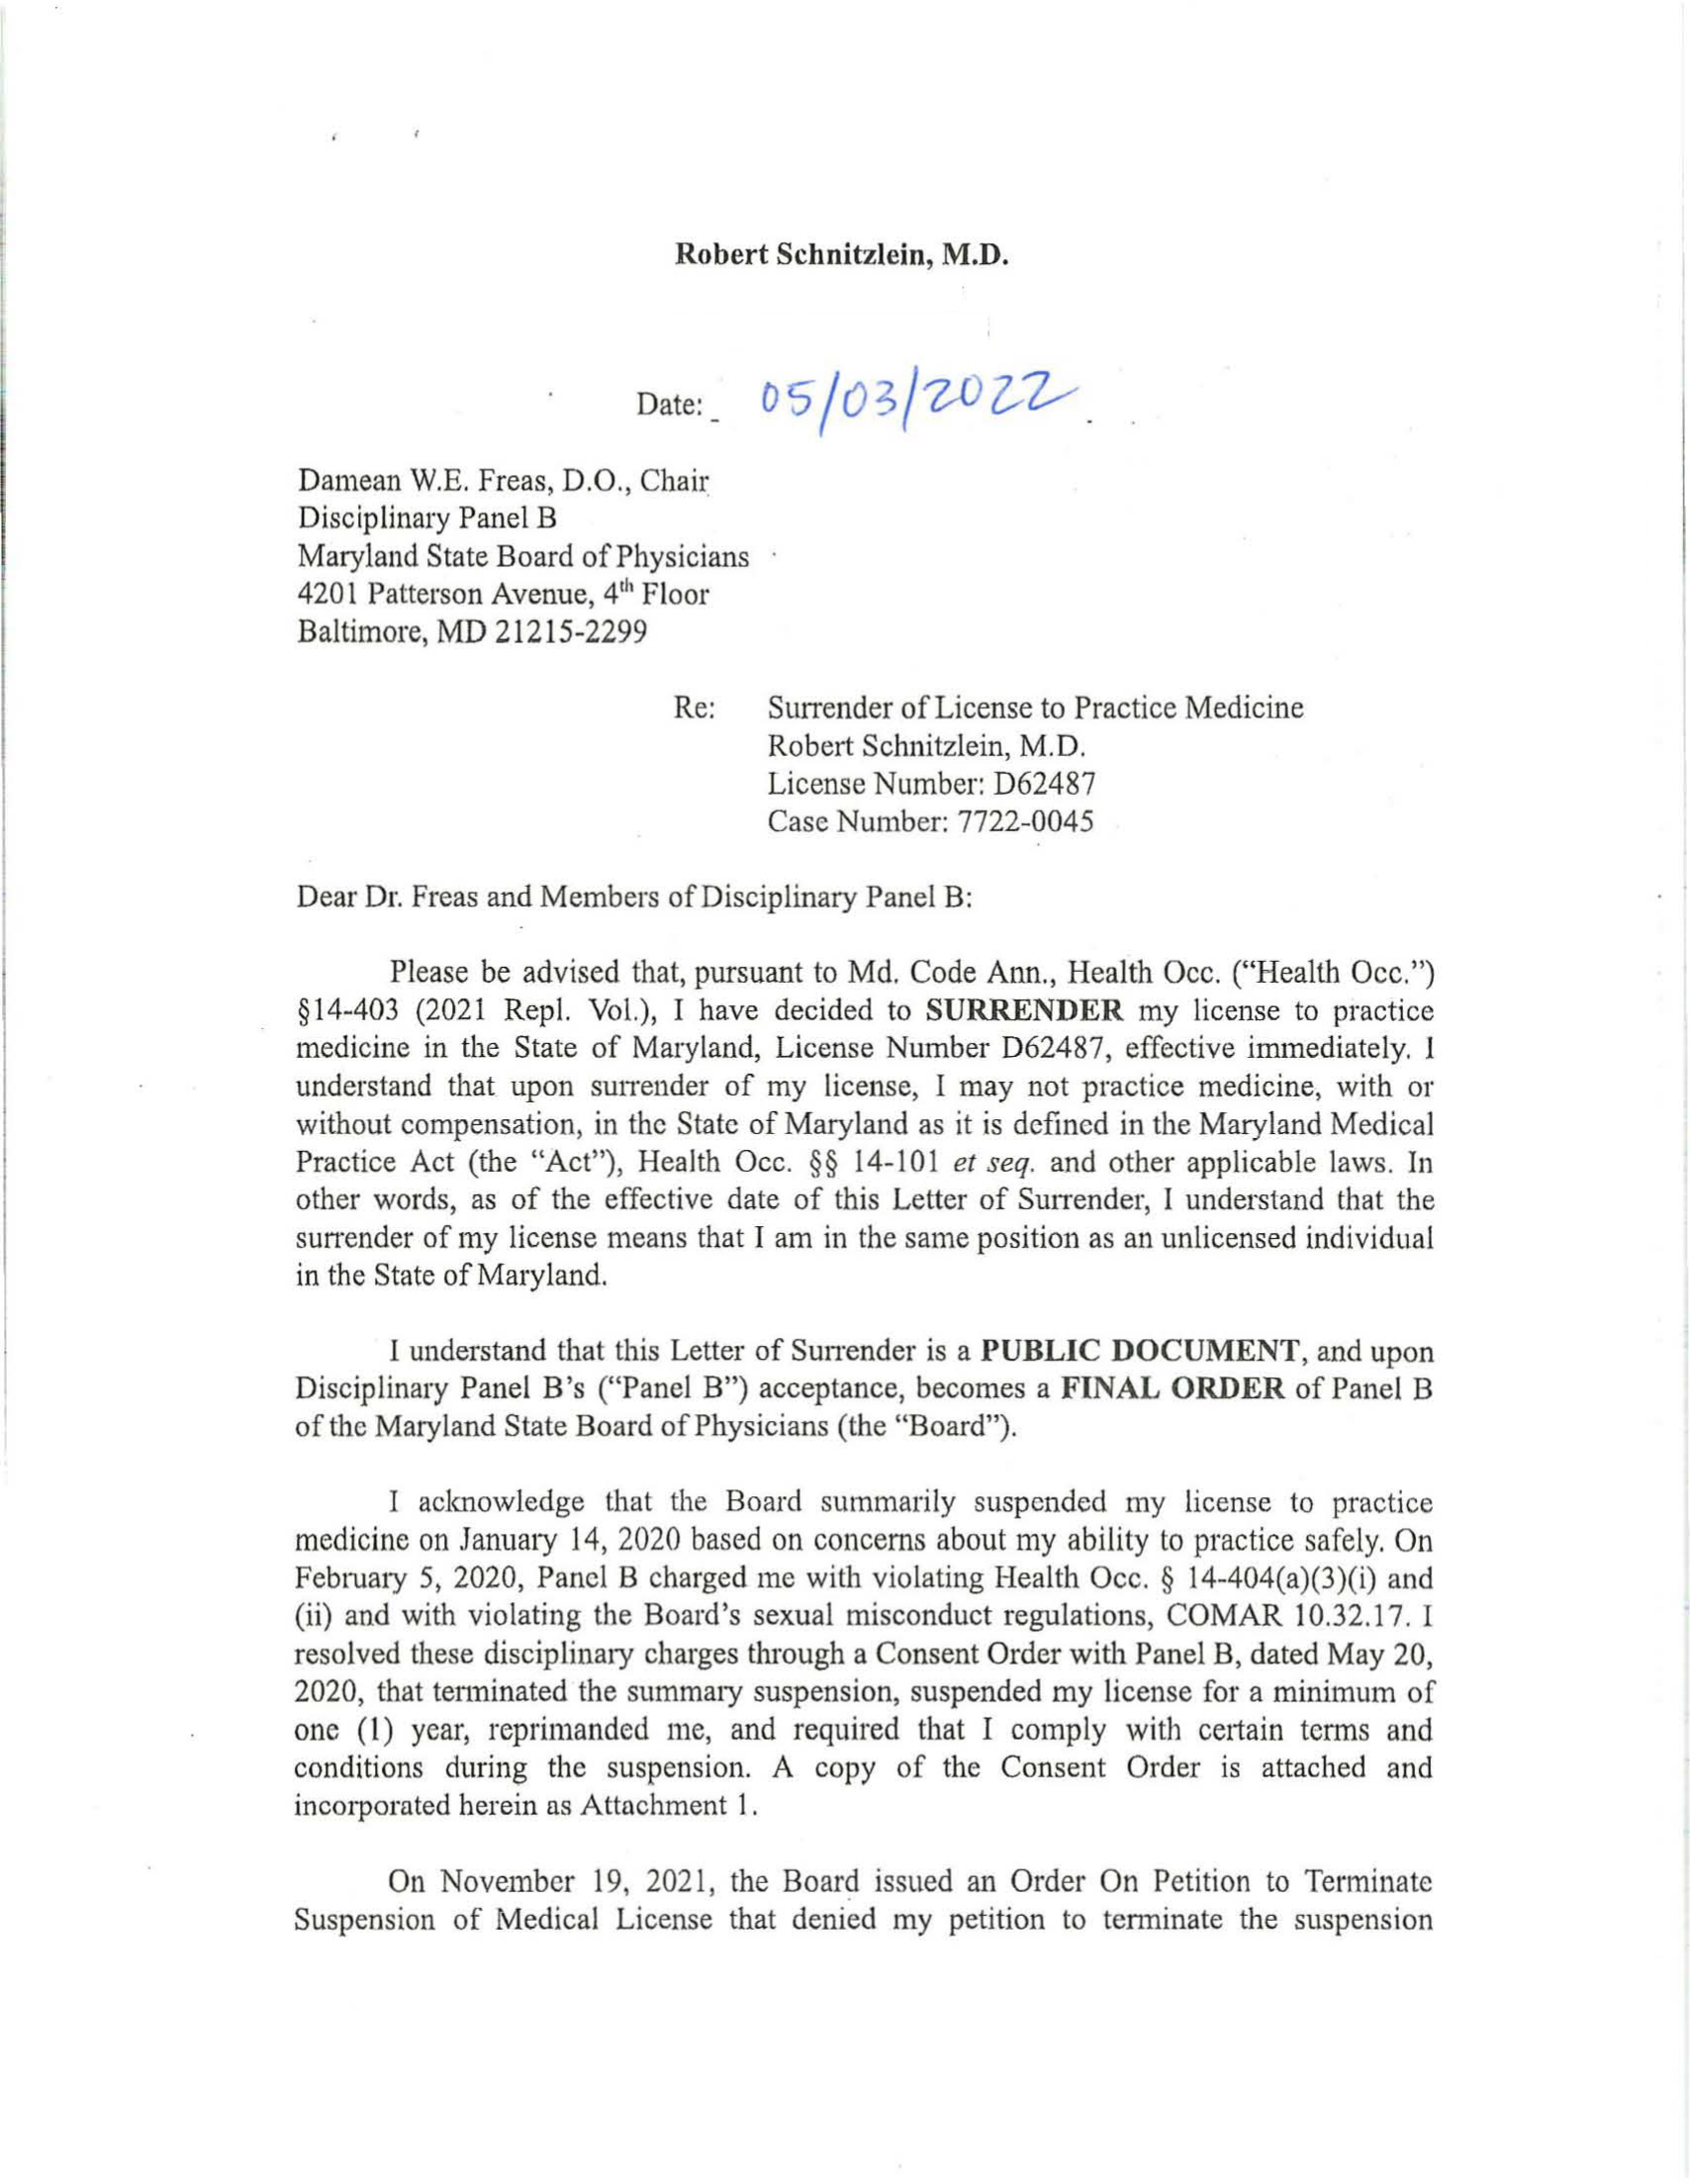 Robert Schnitzlein, M.D.
Date: 05/03/2022
Damean W.E. Freas, D.O., Chair
Disciplinary Panel B
Maryland State Board of Physicians
4201 Patterson Avenue, 4th Floor
Baltimore, MD 21215-2299
Re: Surrender of License to Practice Medicine
Robert Schnitzlein, M.D.
License Number: D62487
Case Number: 7722-0045
Dear Dr. Freas and Members of Disciplinary Panel B:
Please be advised that, pursuant to Md. Code Ann., Health Occ. (“Health Occ.”)
§14-403 (2021 Repl. Vol.), I have decided to SURRENDER my license to practice
medicine in the State of Maryland, License Number D62487, effective immediately. I
understand that upon surrender of my license, I may not practice medicine, with or
without compensation, in the State of Maryland as it is defined in the Maryland Medical
Practice Act (the “Act”), Health Occ. §§ 14-101 et seq. and other applicable laws. In
other words, as of the effective date of this Letter of Surrender, I understand that the
surrender of my license means that I am in the same position as an unlicensed individual
in the State of Maryland.
I understand that this Letter of Surrender is a PUBLIC DOCUMENT, and upon
Disciplinary Panel B’s (“Panel B”) acceptance, becomes a FINAL ORDER of Panel B
of the Maryland State Board of Physicians (the “Board”).
I acknowledge that the Board summarily suspended my license to practice
medicine on January 14, 2020 based on concerns about my ability to practice safely. On
February 5, 2020, Panel B charged me with violating Health Occ. § 14-404(a)(3)(i) and
(ii) and with violating the Board’s sexual misconduct regulations, COMAR 10.32.17. I
resolved these disciplinary charges through a Consent Order with Panel B, dated May 20,
2020, that terminated the summary suspension, suspended my license for a minimum of
one (1) year, reprimanded me, and required that I comply with certain terms and
conditions during the suspension. A copy of the Consent Order is attached and
incorporated herein as Attachment 1.
On November 19, 2021, the Board issued an Order On Petition to Terminate
Suspension of Medical License that denied my petition to terminate the suspension